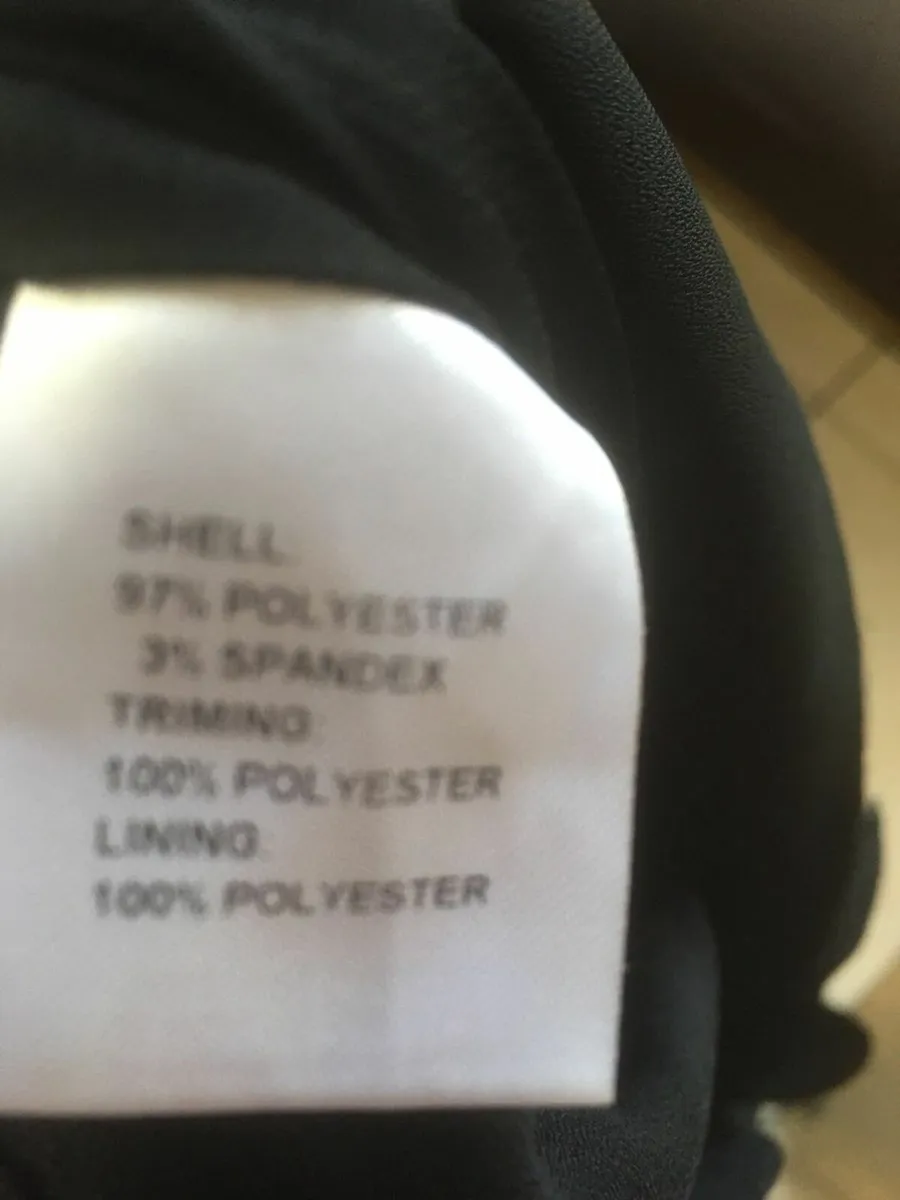 SHELL:
97% POLYESTER
3% SPANDEX
TRIMING:
100% POLYESTER
LINING:
100% POLYESTER